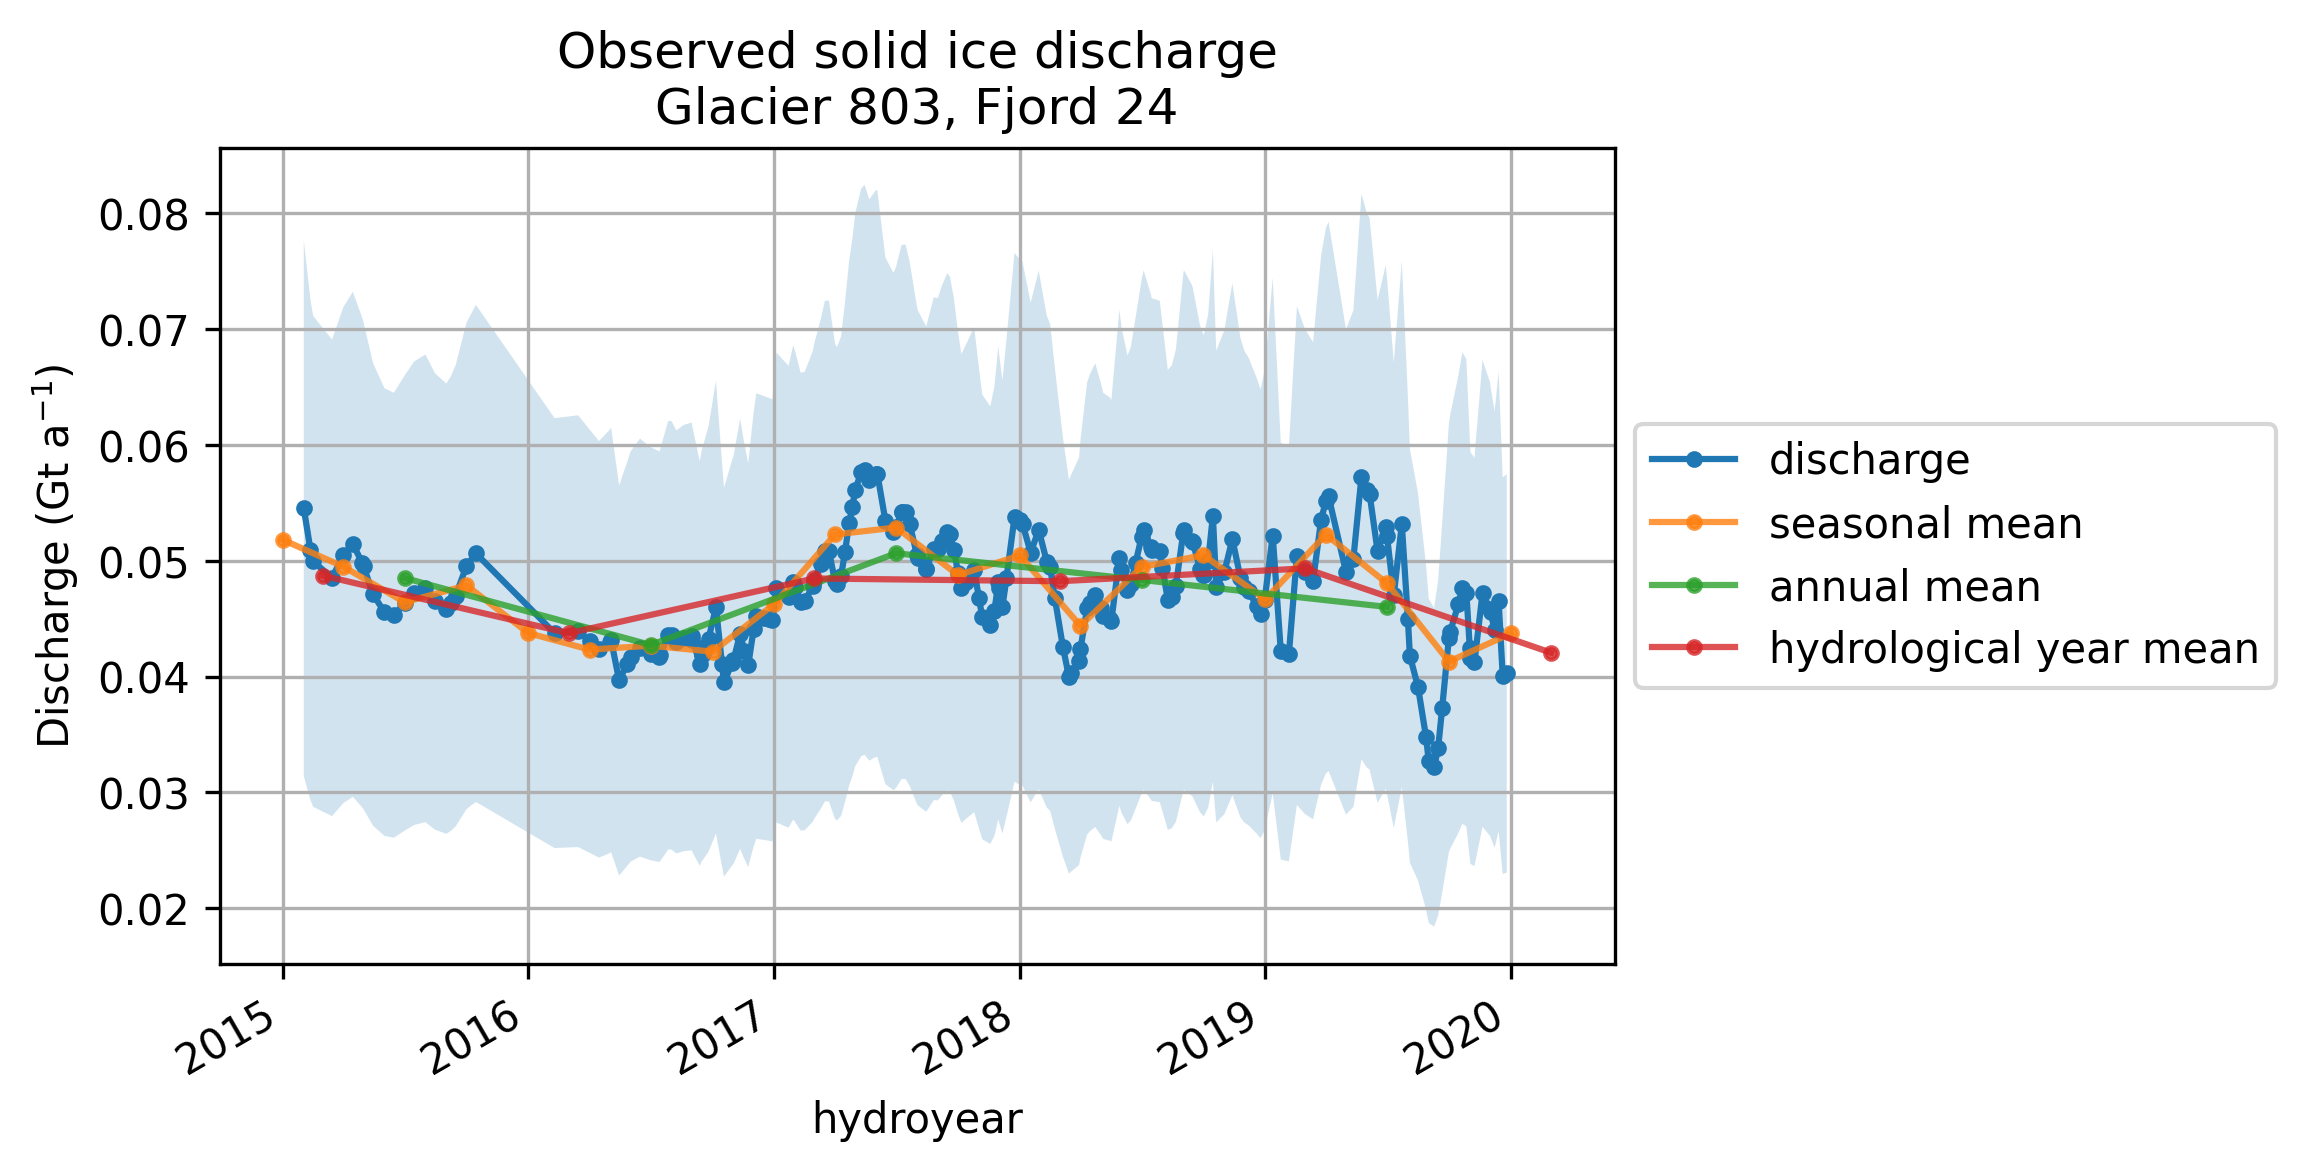 Observed solid ice discharge
Glacier 803, Fjord 24
Discharge (Gt a⁻¹)
0.08
0.07
0.06
0.05
0.04
0.03
0.02
2015
2016
2017
2018
2019
2020
hydroyear
discharge
seasonal mean
annual mean
hydrological year mean